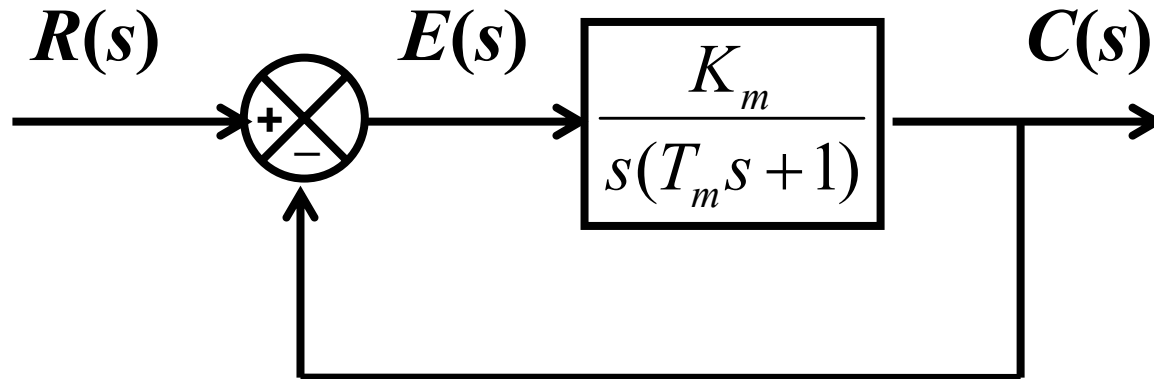 R(s)
E(s)
C(s)
+
−
K_m
s(T_m s + 1)